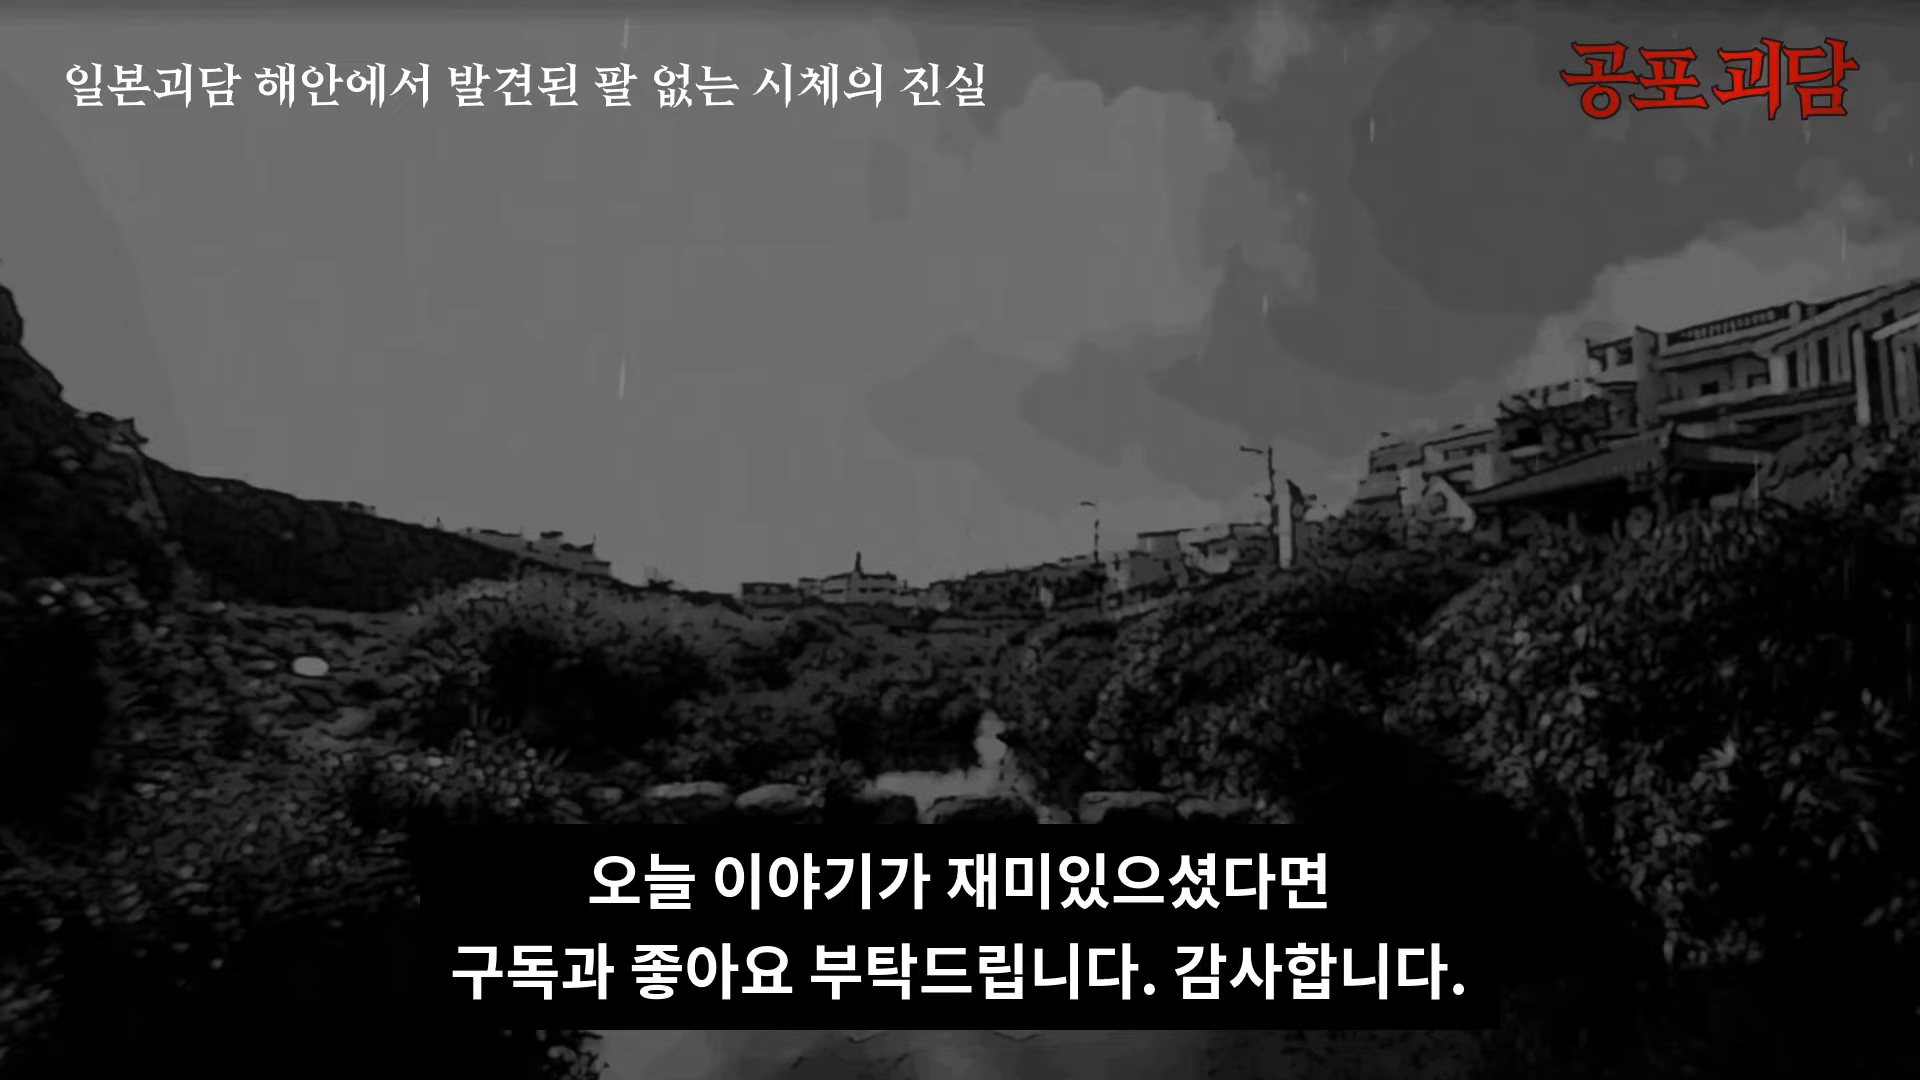 일본괴담 해안에서 발견된 팔 없는 시체의 진실
공포괴담
오늘 이야기가 재미있으셨다면
구독과 좋아요 부탁드립니다. 감사합니다.